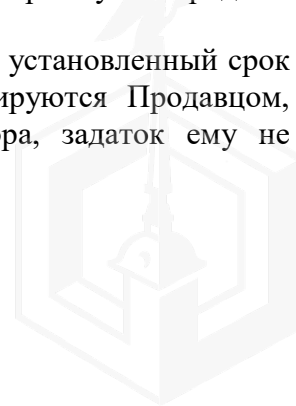 установленный срок
ируются Продавцом,
ра, задаток ему не